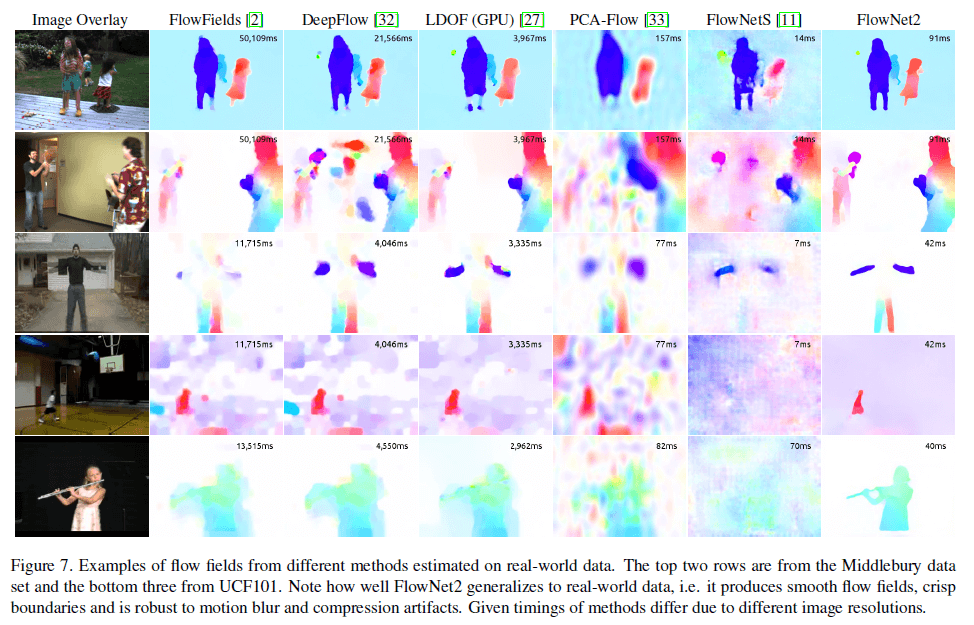 Image Overlay FlowFields [2] DeepFlow [32] LDOF (GPU) [27] PCA-Flow [33] FlowNetS [11] FlowNet2
50,109ms 21,566ms 3,967ms 157ms 14ms 91ms
50,109ms 21,566ms 3,967ms 157ms 14ms 91ms
11,715ms 4,046ms 3,335ms 77ms 7ms 42ms
11,715ms 4,046ms 3,335ms 77ms 7ms 42ms
13,515ms 4,550ms 2,962ms 82ms 70ms 40ms
Figure 7. Examples of flow fields from different methods estimated on real-world data. The top two rows are from the Middlebury data
set and the bottom three from UCF101. Note how well FlowNet2 generalizes to real-world data, i.e. it produces smooth flow fields, crisp
boundaries and is robust to motion blur and compression artifacts. Given timings of methods differ due to different image resolutions.